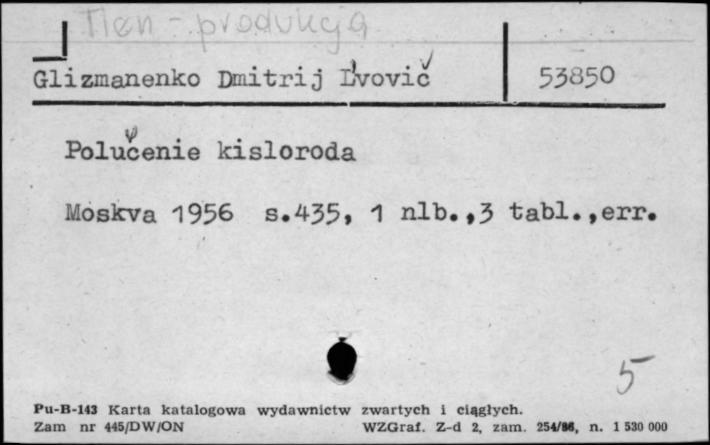 Tlen - produkcja
Glizmanenko Dmitrij L'vovič 53850
Polučenie kisloroda
Moskva 1956 s.435, 1 nlb.,3 tabl.,err.
5
Pu-B-143 Karta katalogowa wydawnictw zwartych i ciągłych.
Zam nr 445/DW/ON WZGraf. Z-d 2, zam. 254/86, n. 1 530 000